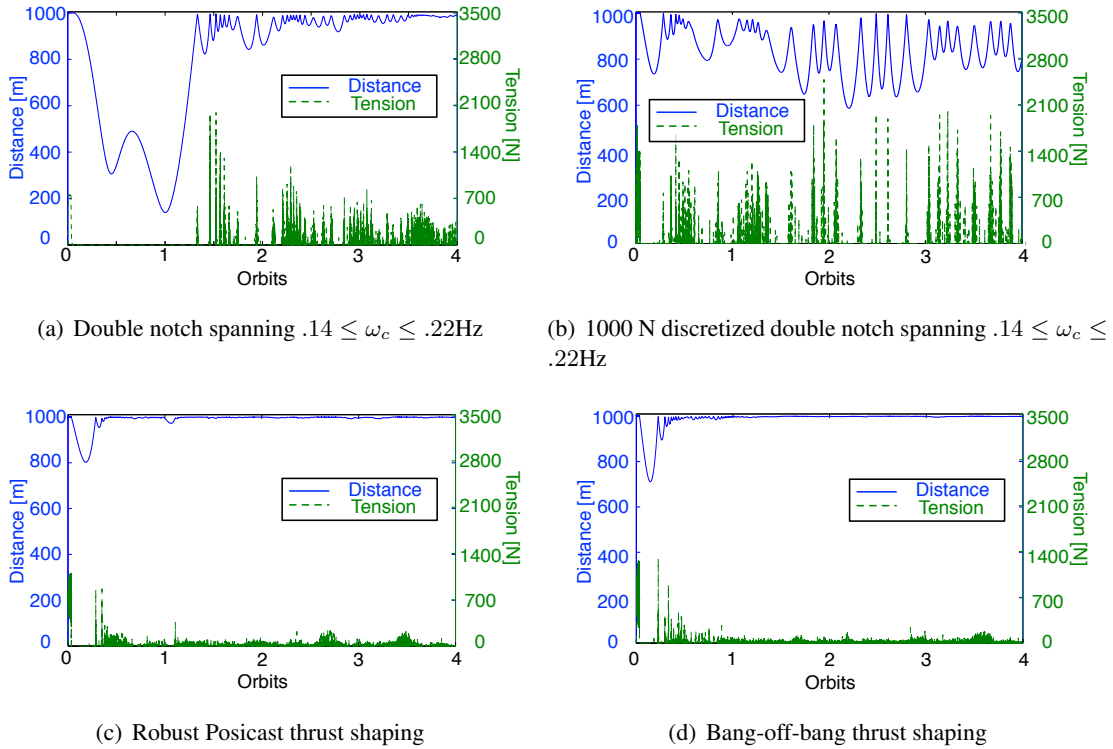 1000 800 600 400 200 0
Distance [m]
3500 2800 2100 1400 700 0
Tension [N]
Distance
Tension
0 1 2 3 4
Orbits
(a) Double notch spanning .14 ≤ ω_c ≤ .22Hz
1000 800 600 400 200 0
Distance [m]
3500 2800 2100 1400 700 0
Tension [N]
Distance
Tension
0 1 2 3 4
Orbits
(b) 1000 N discretized double notch spanning .14 ≤ ω_c ≤
.22Hz
1000 800 600 400 200 0
Distance [m]
3500 2800 2100 1400 700 0
Tension [N]
Distance
Tension
0 1 2 3 4
Orbits
(c) Robust Posicast thrust shaping
1000 800 600 400 200 0
Distance [m]
3500 2800 2100 1400 700 0
Tension [N]
Distance
Tension
0 1 2 3 4
Orbits
(d) Bang-off-bang thrust shaping